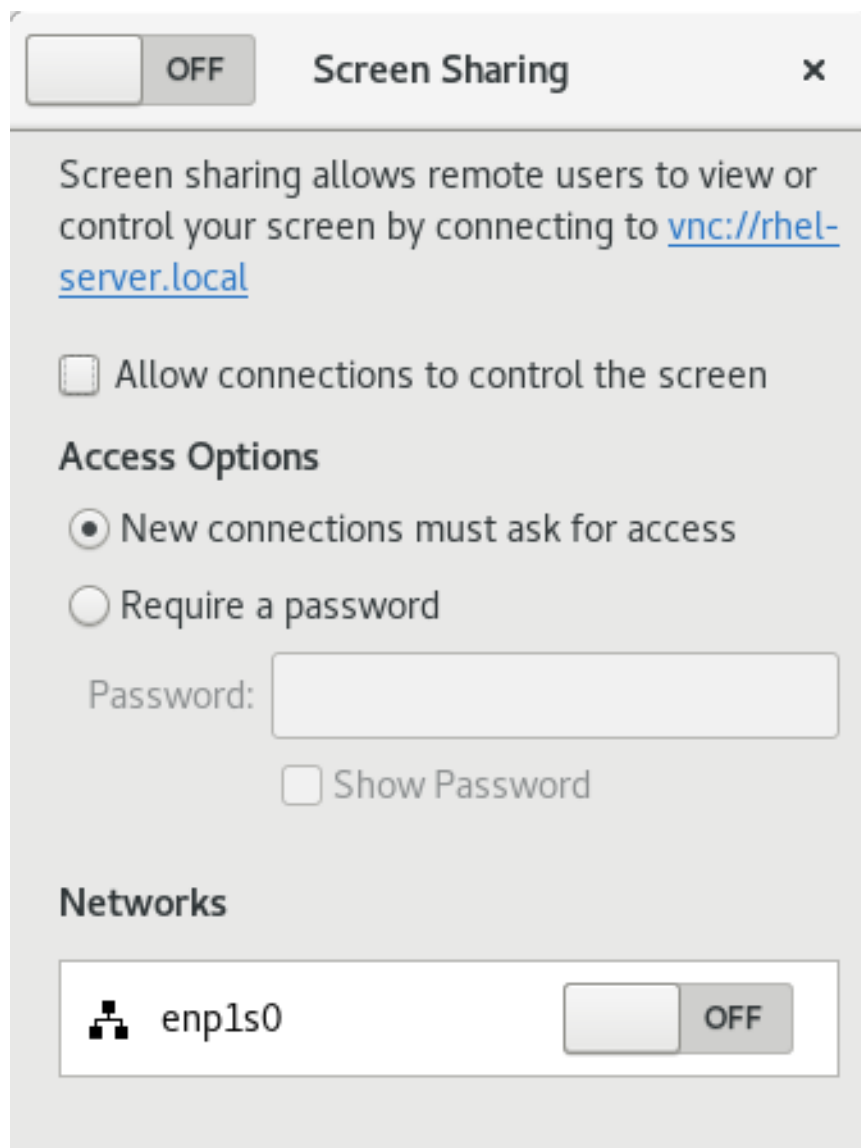 OFF Screen Sharing ×
Screen sharing allows remote users to view or
control your screen by connecting to vnc://rhel-
server.local
Allow connections to control the screen
Access Options
New connections must ask for access
Require a password
Password:
Show Password
Networks
enp1s0 OFF